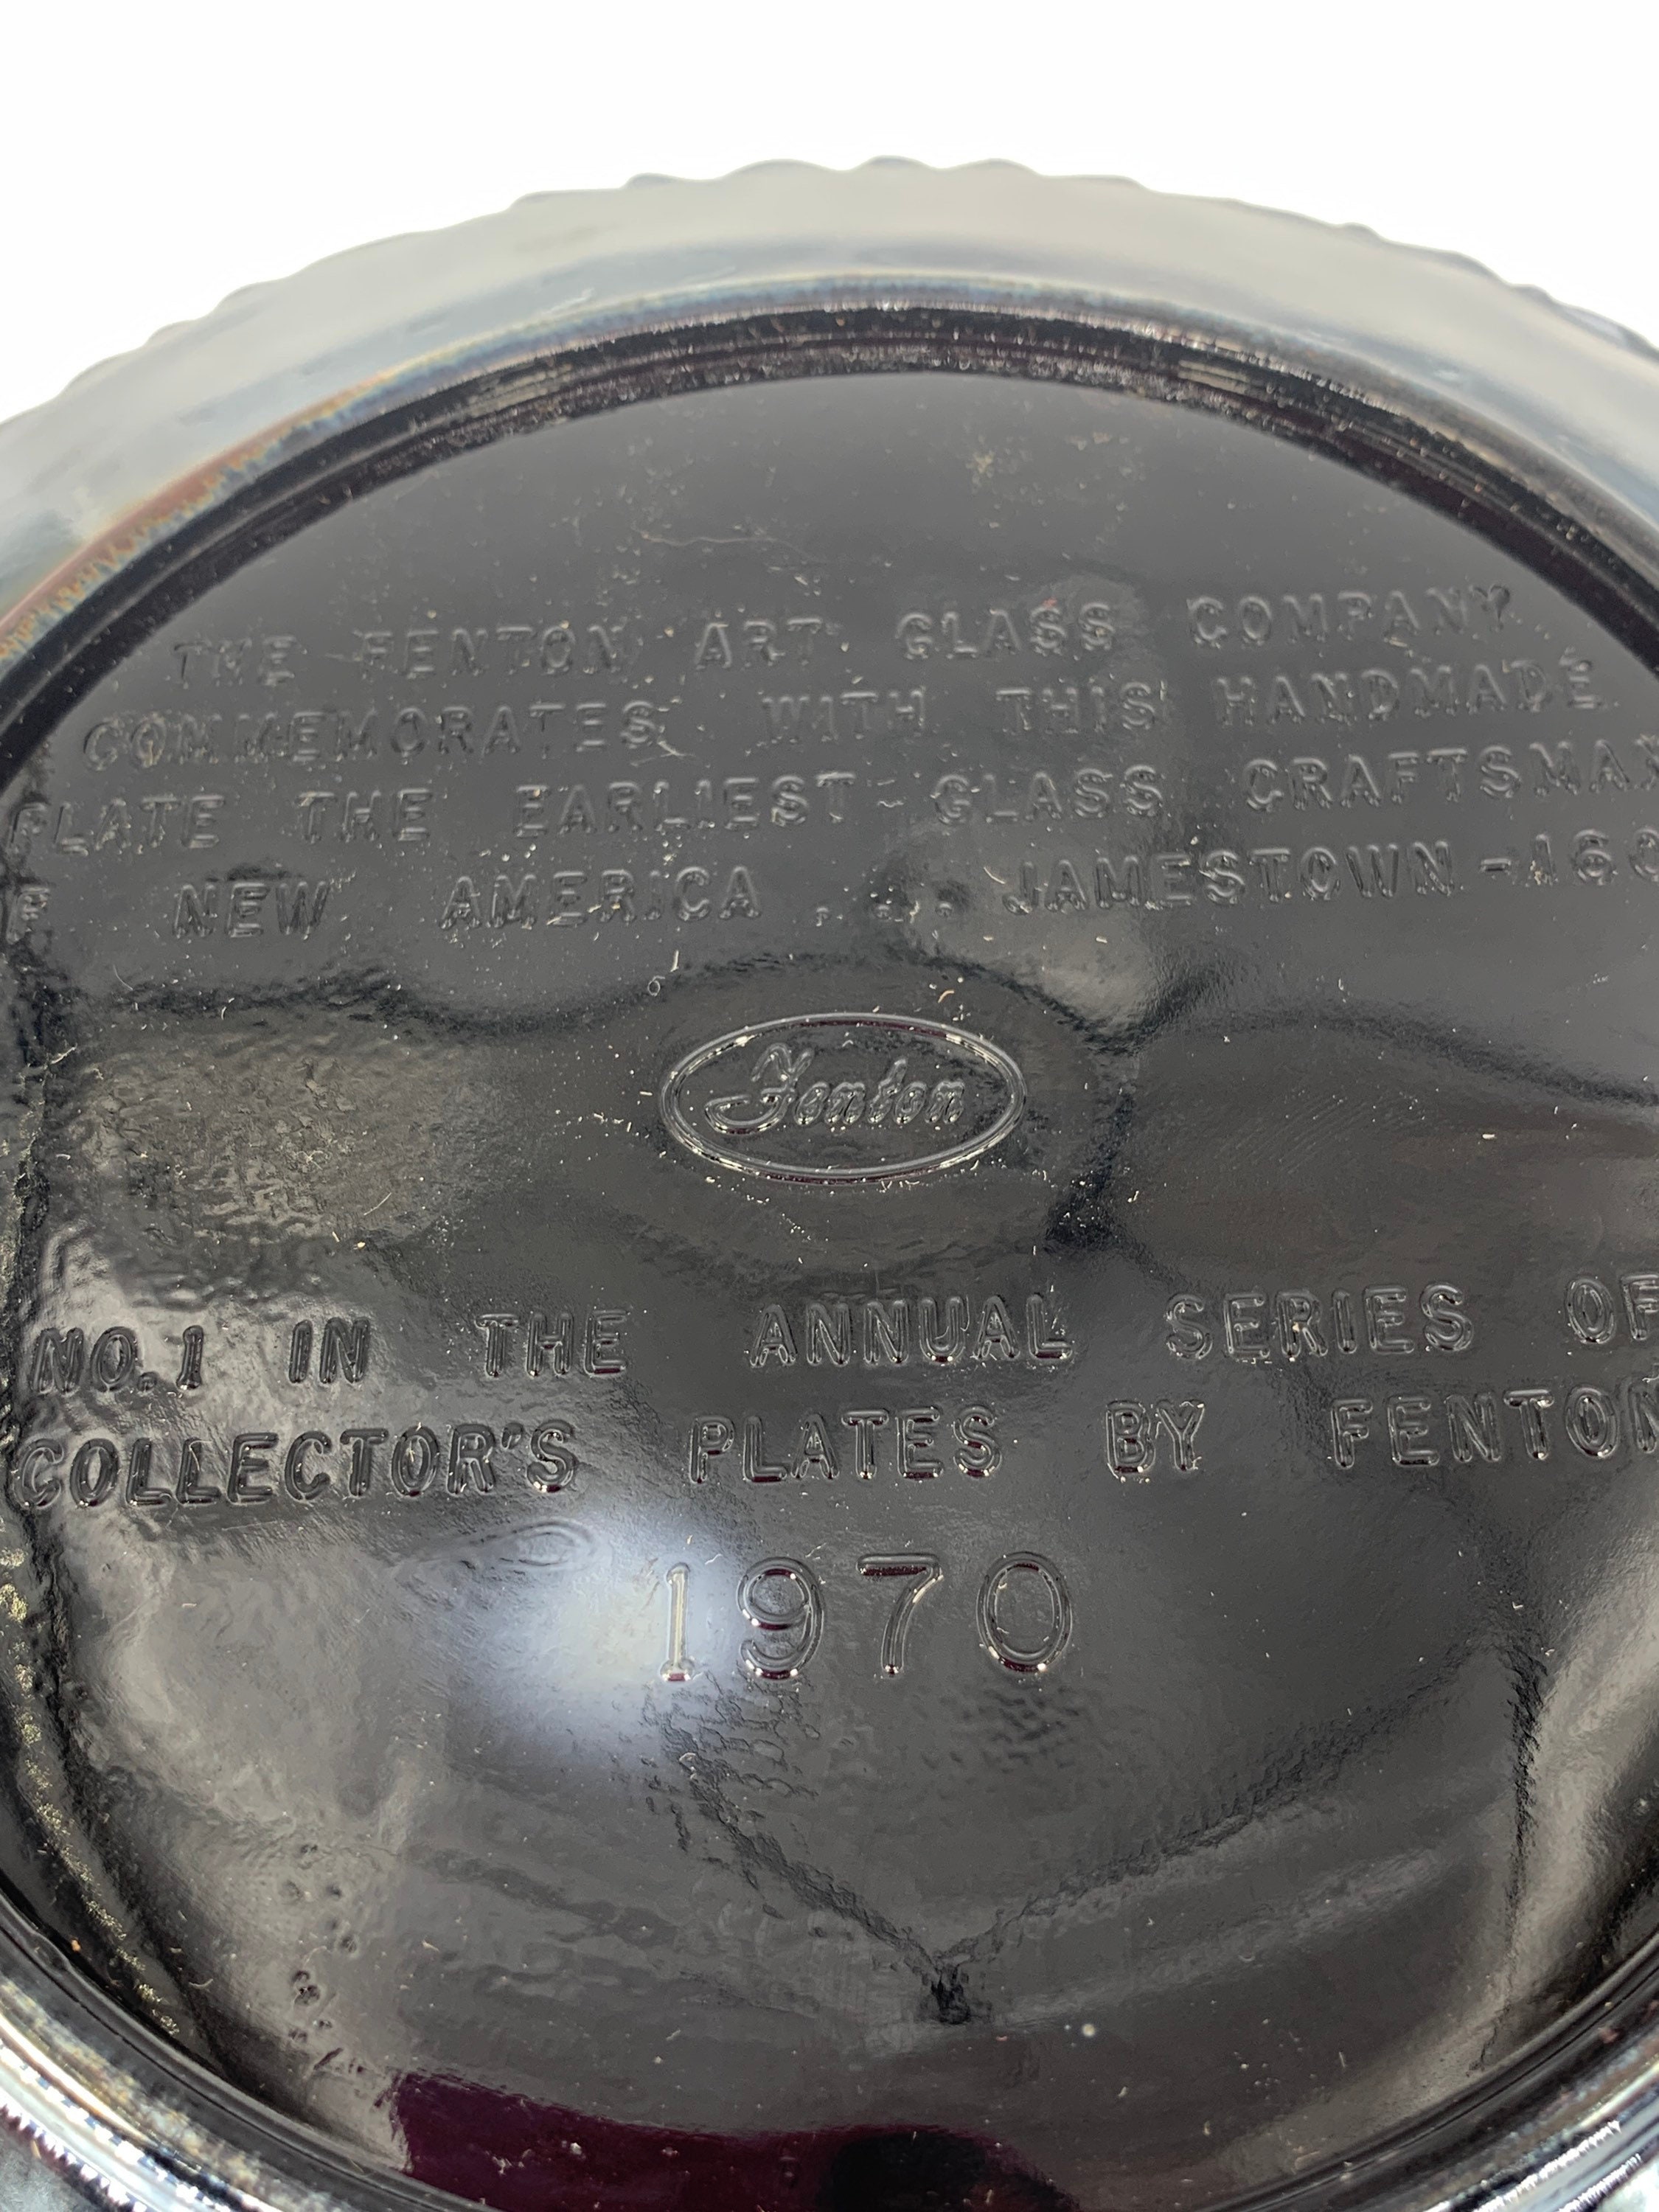 THE FENTON ART GLASS COMPANY
COMMEMORATES WITH THIS HANDMADE
PLATE THE EARLIEST GLASS CRAFTSMAN
F NEW AMERICA . . . JAMESTOWN-160
Fenton
NO. 1 IN THE ANNUAL SERIES OF
COLLECTOR'S PLATES BY FENTON
1970